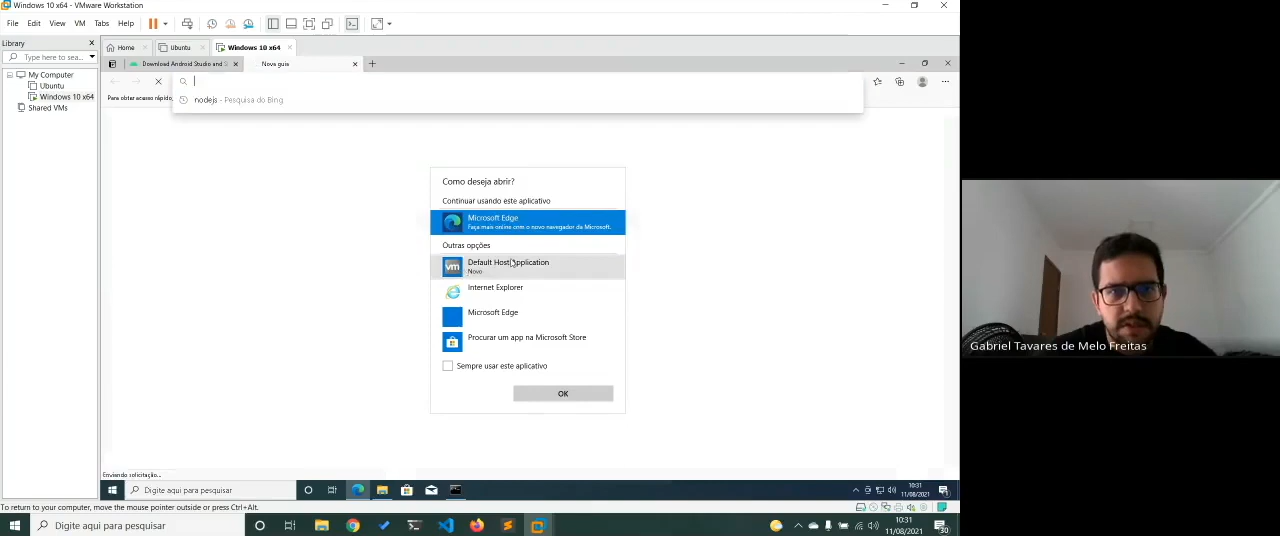 Windows 10 x64 - VMware Workstation
File Edit View VM Tabs Help
Library
Type here to sea...
My Computer
Ubuntu
Windows 10 x64
Shared VMs
Home Ubuntu Windows 10 x64
Download Android Studio and S Nova guia
nodejs - Pesquisa do Bing
Para obter acesso rápido,
Como deseja abrir?
Continuar usando este aplicativo
Microsoft Edge
Faça mais online com o novo navegador da Microsoft.
Outras opções
Default Host Application
Novo
Internet Explorer
Microsoft Edge
Procurar um app na Microsoft Store
Sempre usar este aplicativo
OK
Enviando solicitação...
Digite aqui para pesquisar
10:31
11/08/2021
To return to your computer, move the mouse pointer outside or press Ctrl+Alt.
Digite aqui para pesquisar
10:31
11/08/2021
30
Gabriel Tavares de Melo Freitas